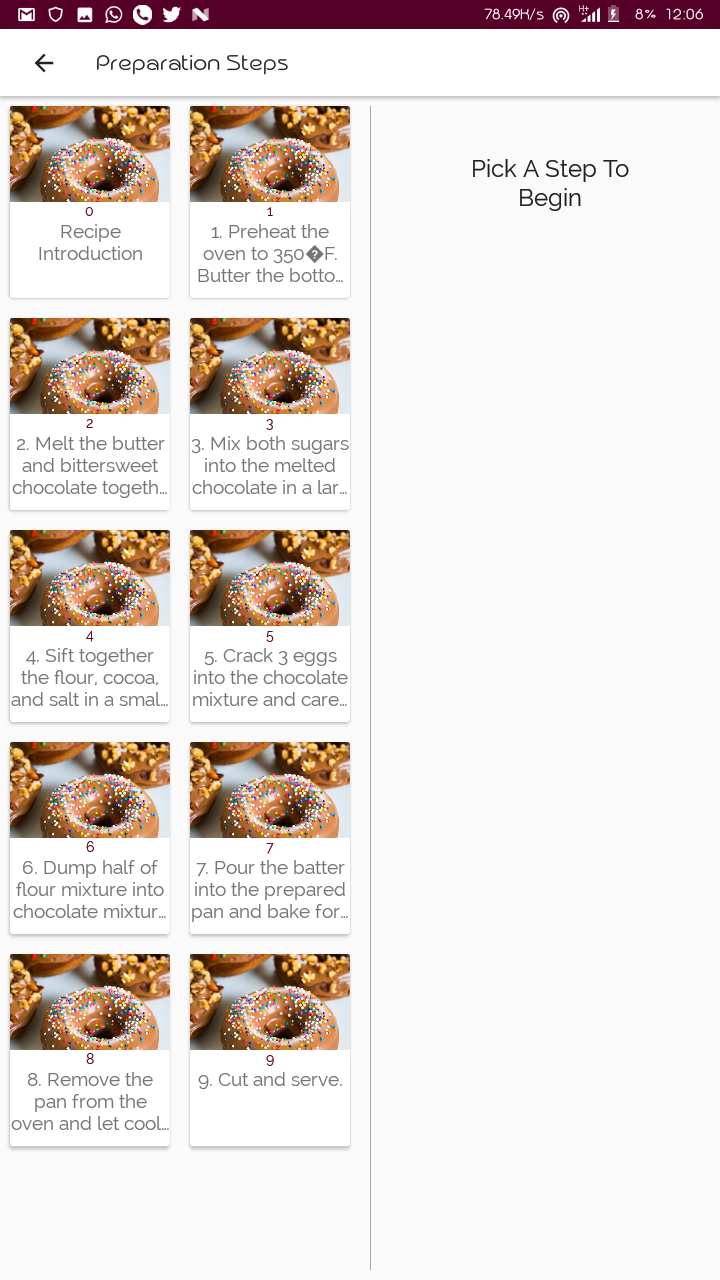 78.49K/s H+ 8% 12:06
Preparation Steps
0
Recipe
Introduction
1
1. Preheat the
oven to 350�F.
Butter the botto…
2
2. Melt the butter
and bittersweet
chocolate togeth…
3
3. Mix both sugars
into the melted
chocolate in a lar…
4
4. Sift together
the flour, cocoa,
and salt in a smal…
5
5. Crack 3 eggs
into the chocolate
mixture and care…
6
6. Dump half of
flour mixture into
chocolate mixtur…
7
7. Pour the batter
into the prepared
pan and bake for…
8
8. Remove the
pan from the
oven and let cool…
9
9. Cut and serve.
Pick A Step To
Begin